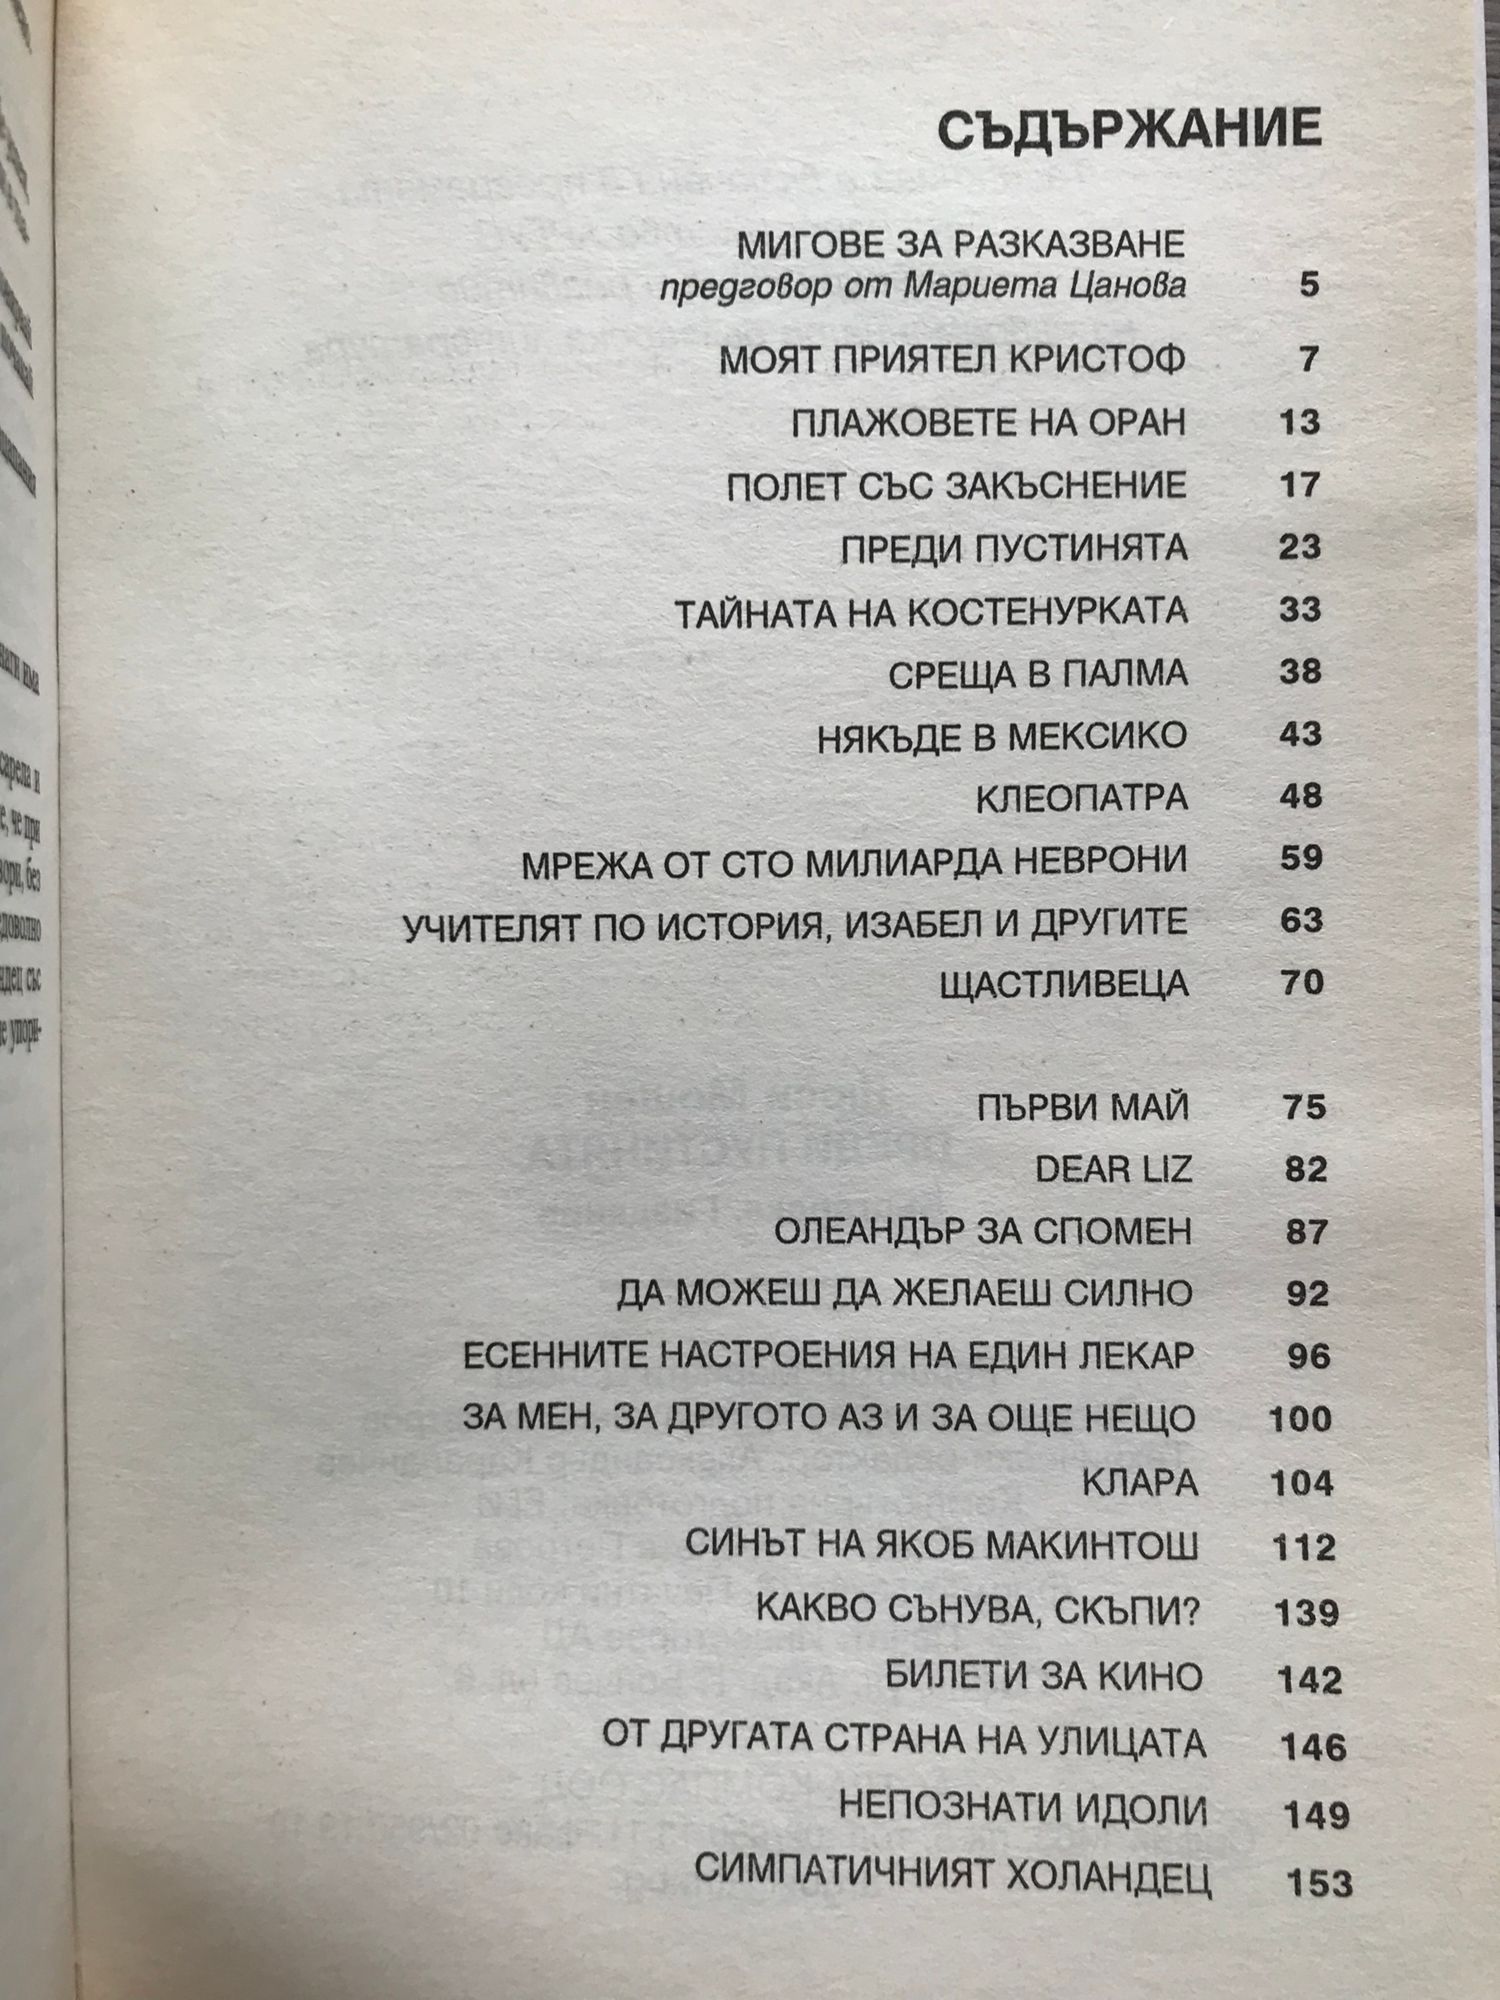 СЪДЪРЖАНИЕ
МИГОВЕ ЗА РАЗКАЗВАНЕ
предговор от Мариета Цанова 5
МОЯТ ПРИЯТЕЛ КРИСТОФ 7
ПЛАЖОВЕТЕ НА ОРАН 13
ПОЛЕТ СЪС ЗАКЪСНЕНИЕ 17
ПРЕДИ ПУСТИНЯТА 23
ТАЙНАТА НА КОСТЕНУРКАТА 33
СРЕЩА В ПАЛМА 38
НЯКЪДЕ В МЕКСИКО 43
КЛЕОПАТРА 48
МРЕЖА ОТ СТО МИЛИАРДА НЕВРОНИ 59
УЧИТЕЛЯТ ПО ИСТОРИЯ, ИЗАБЕЛ И ДРУГИТЕ 63
ЩАСТЛИВЕЦА 70
ПЪРВИ МАЙ 75
DEAR LIZ 82
ОЛЕАНДЪР ЗА СПОМЕН 87
ДА МОЖЕШ ДА ЖЕЛАЕШ СИЛНО 92
ЕСЕННИТЕ НАСТРОЕНИЯ НА ЕДИН ЛЕКАР 96
ЗА МЕН, ЗА ДРУГОТО АЗ И ЗА ОЩЕ НЕЩО 100
КЛАРА 104
СИНЪТ НА ЯКОБ МАКИНТОШ 112
КАКВО СЪНУВА, СКЪПИ? 139
БИЛЕТИ ЗА КИНО 142
ОТ ДРУГАТА СТРАНА НА УЛИЦАТА 146
НЕПОЗНАТИ ИДОЛИ 149
СИМПАТИЧНИЯТ ХОЛАНДЕЦ 153